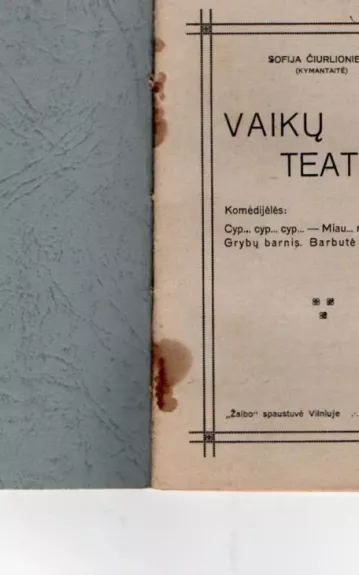 SOFIJA ČIURLIONIE
(KYMANTAITĖ)
VAIKŲ
TEAT
Komėdijėlės:
Cyp... cyp... cyp... — Miau...
Grybų barnis. Barbutė
„Žaibo" spaustuvė Vilniuje